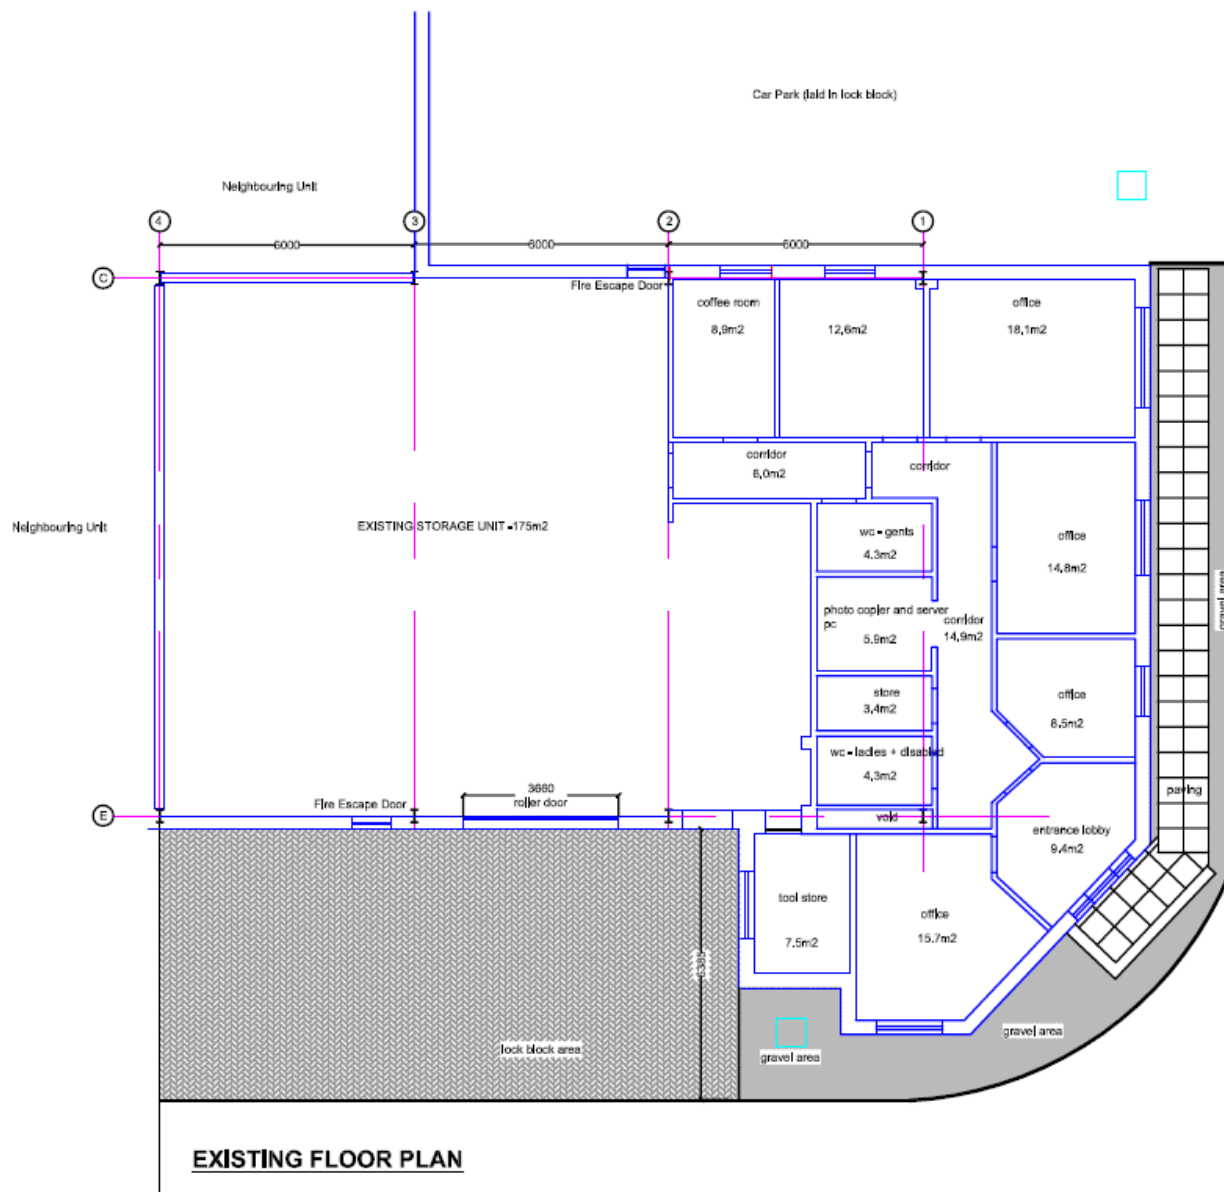 Car Park (laid in lock block)
Neighbouring Unit
4
3
2
1
6000
6000
6000
C
Fire Escape Door
coffee room
8,9m2
12,6m2
office
18,1m2
corridor
6,0m2
corridor
Neighbouring Unit
EXISTING STORAGE UNIT =175m2
wc - gents
4.3m2
office
14,8m2
gravel area
photo copier and server
pc
5.9m2
corridor
14,9m2
store
3,4m2
office
8,5m2
wc - ladies + disabled
4,3m2
3660
roller door
Fire Escape Door
E
void
paving
entrance lobby
9,4m2
tool store
7.5m2
office
15.7m2
lock block area
gravel area
gravel area
EXISTING FLOOR PLAN